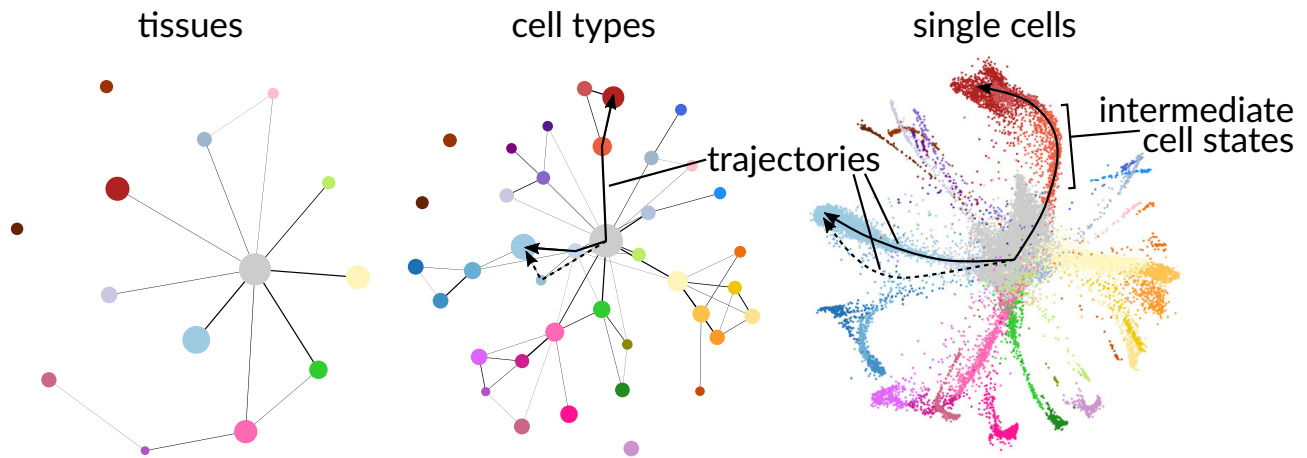 tissues
cell types
single cells
intermediate
cell states
trajectories